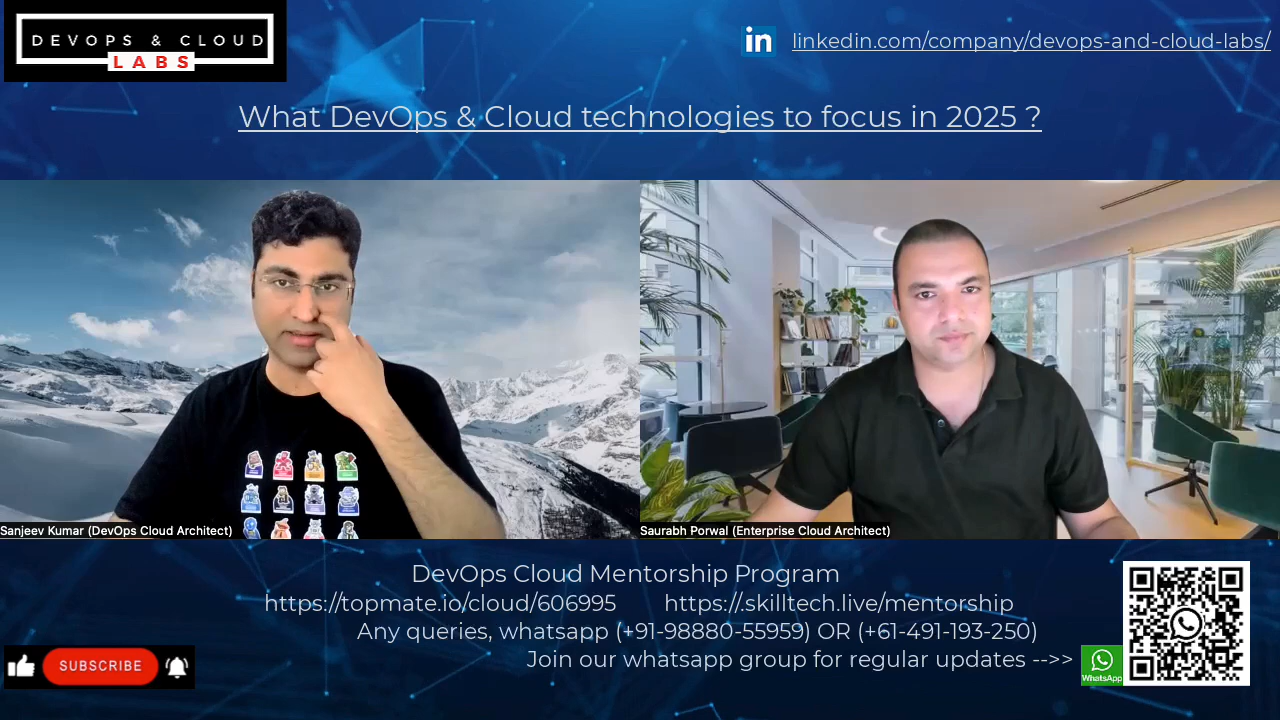 DEVOPS & CLOUD
LABS
in
linkedin.com/company/devops-and-cloud-labs/
What DevOps & Cloud technologies to focus in 2025 ?
Sanjeev Kumar (DevOps Cloud Architect)
Saurabh Porwal (Enterprise Cloud Architect)
DevOps Cloud Mentorship Program
https://topmate.io/cloud/606995 https://.skilltech.live/mentorship
Any queries, whatsapp (+91-98880-55959) OR (+61-491-193-250)
Join our whatsapp group for regular updates -->>
SUBSCRIBE
WhatsApp